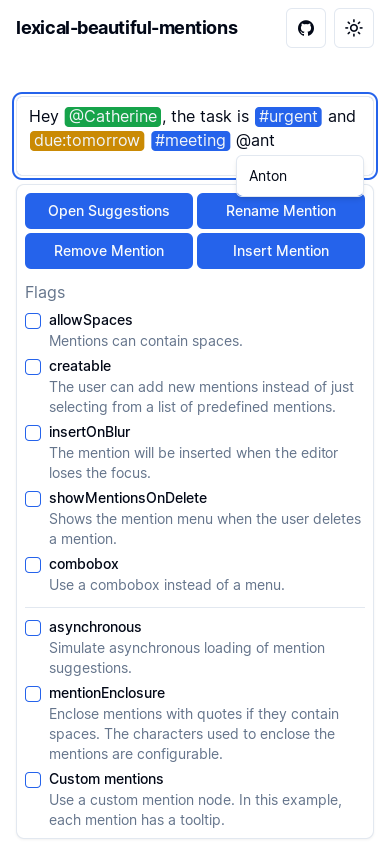 lexical-beautiful-mentions
Hey @Catherine, the task is #urgent and
due:tomorrow #meeting @ant
Anton
Open Suggestions
Rename Mention
Remove Mention
Insert Mention
Flags
allowSpaces
Mentions can contain spaces.
creatable
The user can add new mentions instead of just
selecting from a list of predefined mentions.
insertOnBlur
The mention will be inserted when the editor
loses the focus.
showMentionsOnDelete
Shows the mention menu when the user deletes
a mention.
combobox
Use a combobox instead of a menu.
asynchronous
Simulate asynchronous loading of mention
suggestions.
mentionEnclosure
Enclose mentions with quotes if they contain
spaces. The characters used to enclose the
mentions are configurable.
Custom mentions
Use a custom mention node. In this example,
each mention has a tooltip.